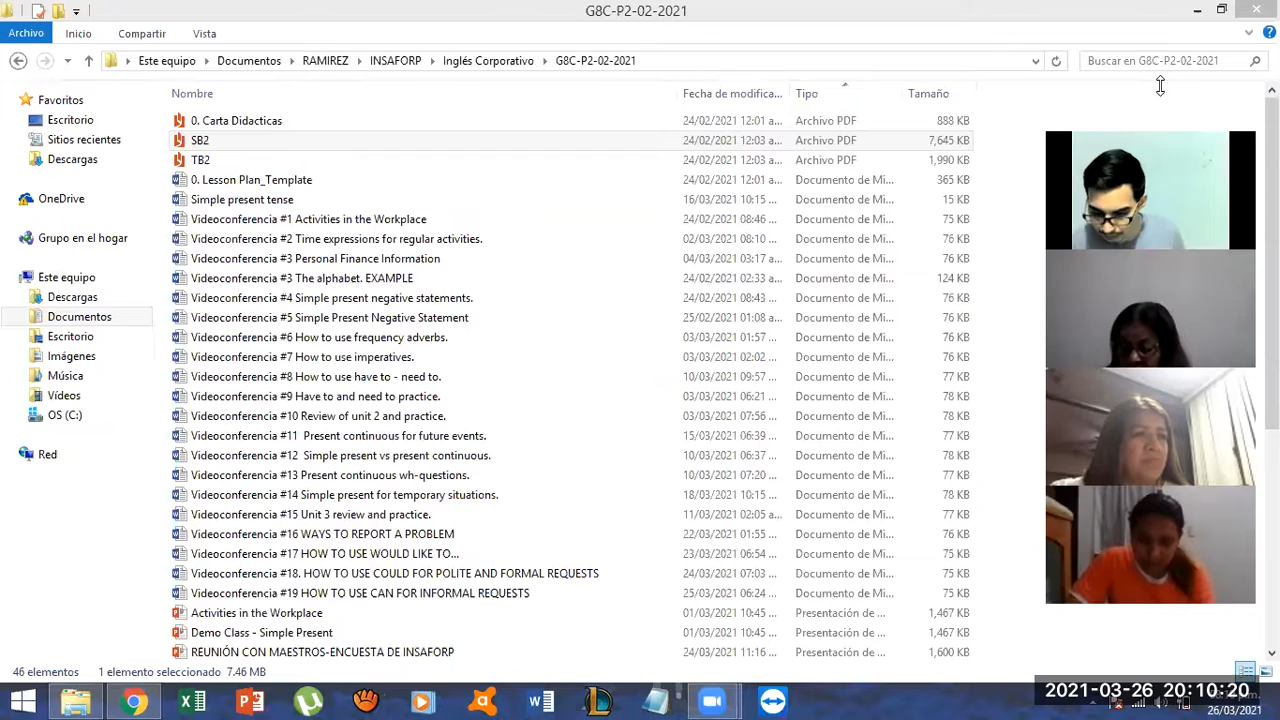 G8C-P2-02-2021
Archivo Inicio Compartir Vista
Este equipo Documentos RAMIREZ INSAFORP Inglés Corporativo G8C-P2-02-2021 Buscar en G8C-P2-02-2021
Favoritos
Escritorio
Sitios recientes
Descargas
OneDrive
Grupo en el hogar
Este equipo
Descargas
Documentos
Escritorio
Imágenes
Música
Vídeos
OS (C:)
Red
Nombre Fecha de modifica... Tipo Tamaño
0. Carta Didacticas 24/02/2021 12:01 a... Archivo PDF 888 KB
SB2 24/02/2021 12:03 a... Archivo PDF 7,645 KB
TB2 24/02/2021 12:03 a... Archivo PDF 1,990 KB
0. Lesson Plan_Template 24/02/2021 12:01 a... Documento de Mi... 365 KB
Simple present tense 16/03/2021 10:15 ... Documento de Mi... 15 KB
Videoconferencia #1 Activities in the Workplace 24/02/2021 08:46 ... Documento de Mi... 75 KB
Videoconferencia #2 Time expressions for regular activities. 02/03/2021 08:10 ... Documento de Mi... 76 KB
Videoconferencia #3 Personal Finance Information 04/03/2021 03:17 ... Documento de Mi... 76 KB
Videoconferencia #3 The alphabet. EXAMPLE 24/02/2021 02:33 ... Documento de Mi... 124 KB
Videoconferencia #4 Simple present negative statements. 24/02/2021 08:43 ... Documento de Mi... 76 KB
Videoconferencia #5 Simple Present Negative Statement 25/02/2021 01:08 ... Documento de Mi... 76 KB
Videoconferencia #6 How to use frequency adverbs. 03/03/2021 01:57 ... Documento de Mi... 76 KB
Videoconferencia #7 How to use imperatives. 03/03/2021 02:02 ... Documento de Mi... 76 KB
Videoconferencia #8 How to use have to - need to. 10/03/2021 09:57 ... Documento de Mi... 76 KB
Videoconferencia #9 Have to and need to practice. 03/03/2021 06:21 ... Documento de Mi... 78 KB
Videoconferencia #10 Review of unit 2 and practice. 03/03/2021 07:56 ... Documento de Mi... 78 KB
Videoconferencia #11 Present continuous for future events. 15/03/2021 06:39 ... Documento de Mi... 77 KB
Videoconferencia #12 Simple present vs present continuous. 10/03/2021 06:37 ... Documento de Mi... 78 KB
Videoconferencia #13 Present continuous wh-questions. 10/03/2021 07:20 ... Documento de Mi... 77 KB
Videoconferencia #14 Simple present for temporary situations. 18/03/2021 10:15 ... Documento de Mi... 78 KB
Videoconferencia #15 Unit 3 review and practice. 11/03/2021 02:05 a... Documento de Mi... 77 KB
Videoconferencia #16 WAYS TO REPORT A PROBLEM 22/03/2021 01:55 ... Documento de Mi... 77 KB
Videoconferencia #17 HOW TO USE WOULD LIKE TO... 23/03/2021 06:54 ... Documento de Mi... 75 KB
Videoconferencia #18. HOW TO USE COULD FOR POLITE AND FORMAL REQUESTS 24/03/2021 07:03 ... Documento de Mi... 75 KB
Videoconferencia #19 HOW TO USE CAN FOR INFORMAL REQUESTS 25/03/2021 06:24 ... Documento de Mi... 75 KB
Activities in the Workplace 01/03/2021 10:45 ... Presentación de ... 1,467 KB
Demo Class - Simple Present 01/03/2021 10:45 ... Presentación de ... 1,467 KB
REUNIÓN CON MAESTROS-ENCUESTA DE INSAFORP 24/03/2021 11:16 ... Presentación de ... 1,600 KB
46 elementos 1 elemento seleccionado 7.46 MB
2021-03-26 20:10:20
26/03/2021